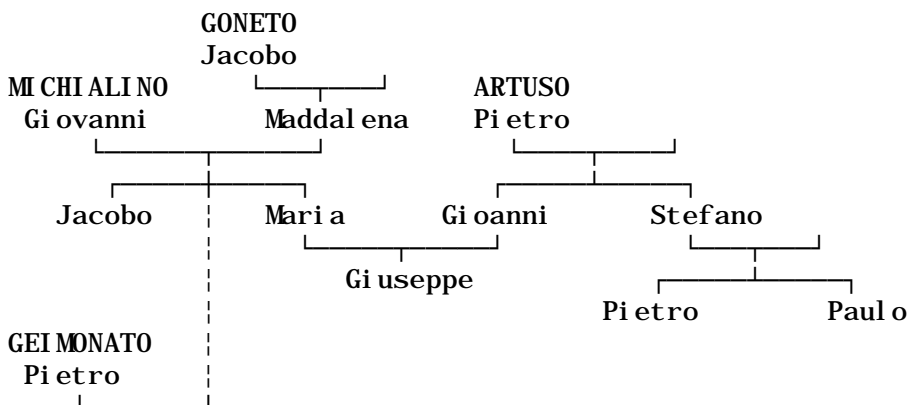 GONETO
Jacobo
MICHIALINO ARTUSO
Giovanni Maddalena Pietro
Jacobo Maria Gioanni Stefano
Giuseppe
Pietro Paulo
GEIMONATO
Pietro